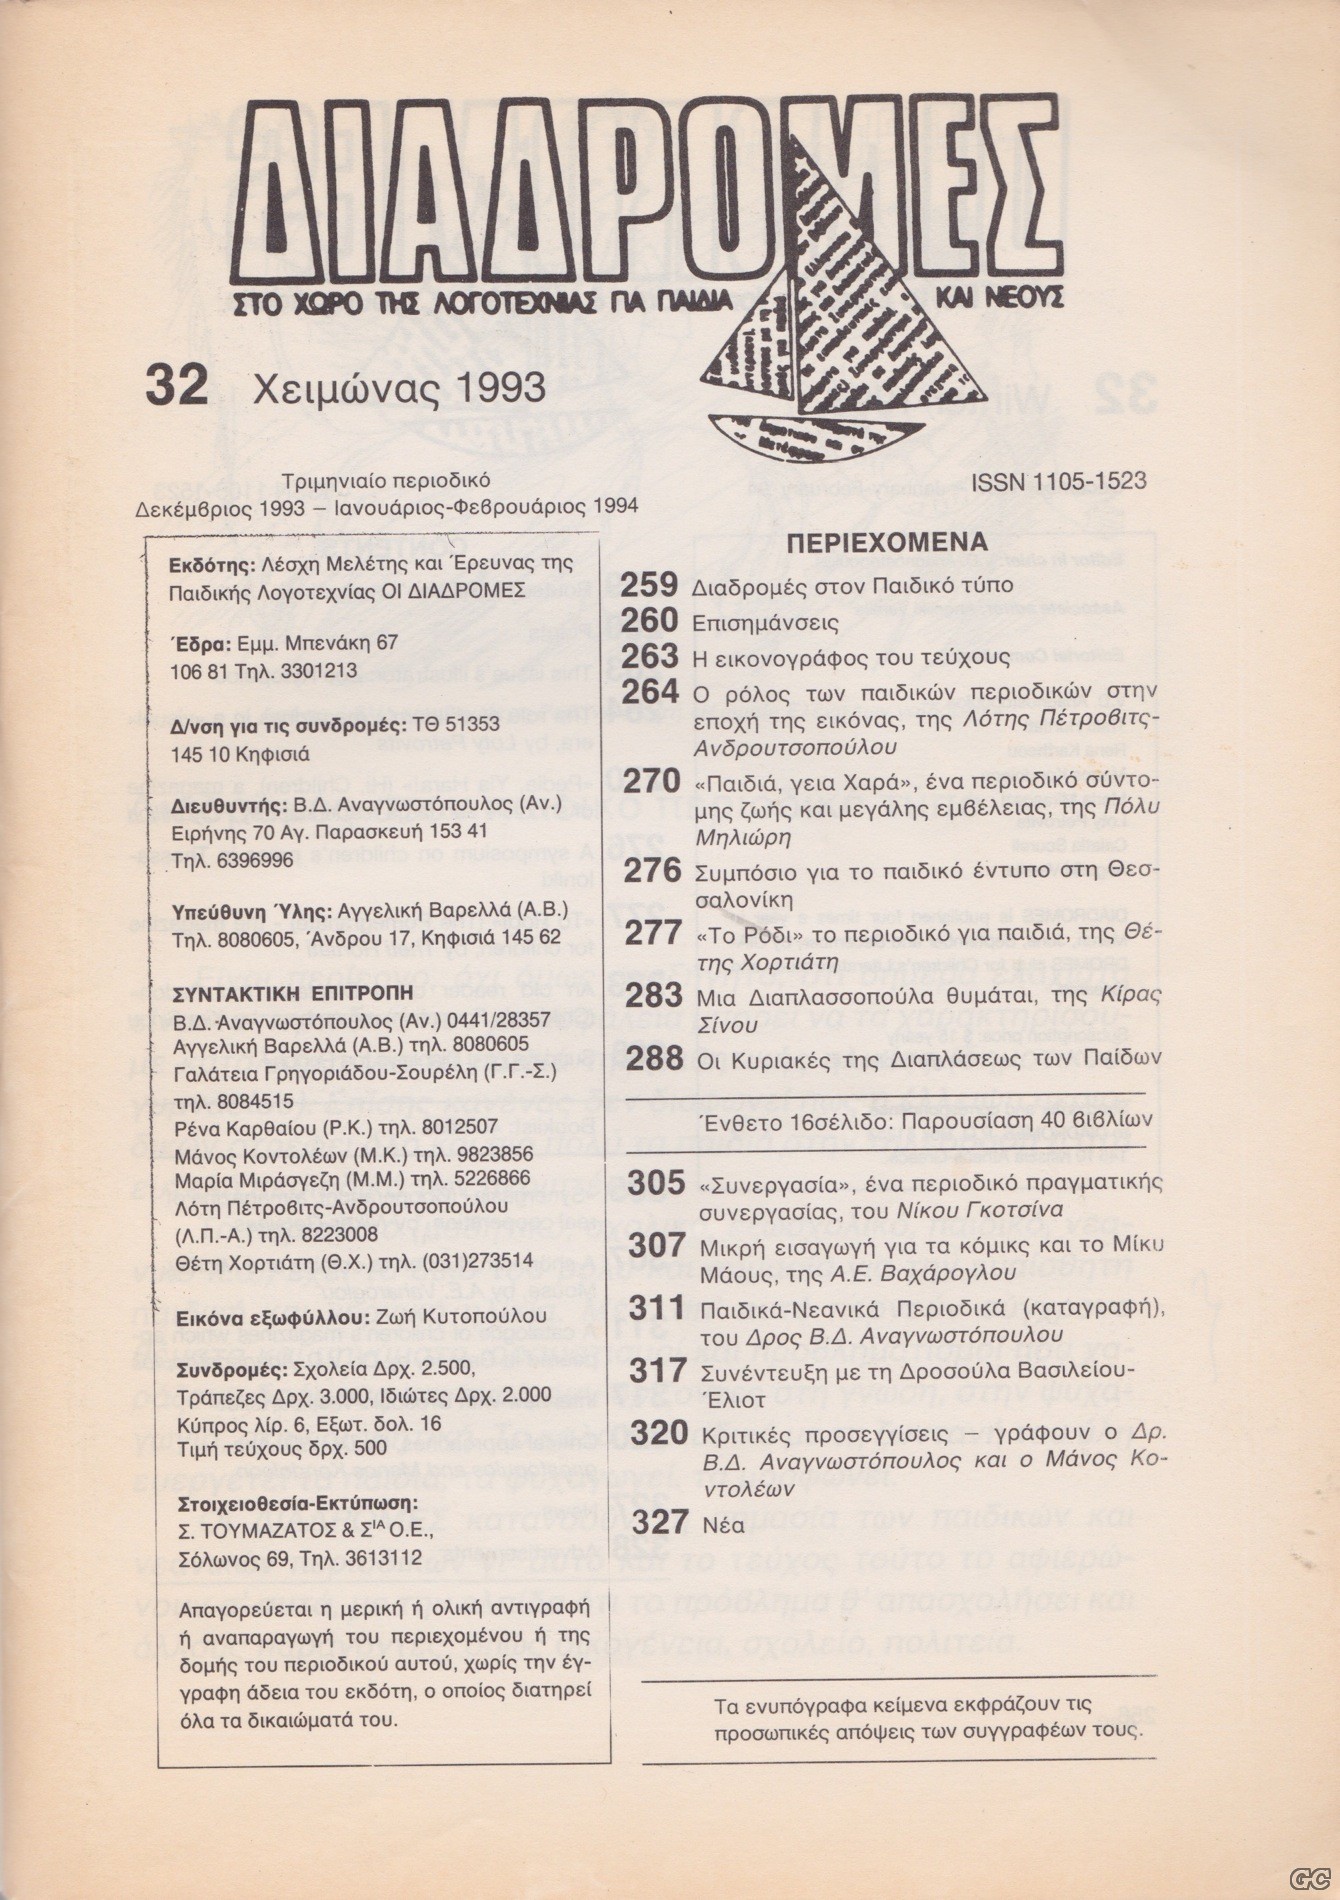 ΔΙΑΔΡΟΜΕΣ
ΣΤΟ ΧΩΡΟ ΤΗΣ ΛΟΓΟΤΕΧΝΙΑΣ ΓΙΑ ΠΑΙΔΙΑ ΚΑΙ ΝΕΟΥΣ
32 Χειμώνας 1993
Τριμηνιαίο περιοδικό
Δεκέμβριος 1993 – Ιανουάριος-Φεβρουάριος 1994
ISSN 1105-1523
Εκδότης: Λέσχη Μελέτης και Έρευνας της
Παιδικής Λογοτεχνίας ΟΙ ΔΙΑΔΡΟΜΕΣ
Έδρα: Εμμ. Μπενάκη 67
106 81 Τηλ. 3301213
Δ/νση για τις συνδρομές: ΤΘ 51353
145 10 Κηφισιά
Διευθυντής: Β.Δ. Αναγνωστόπουλος (Αν.)
Ειρήνης 70 Αγ. Παρασκευή 153 41
Τηλ. 6396996
Υπεύθυνη Ύλης: Αγγελική Βαρελλά (Α.Β.)
Τηλ. 8080605, Άνδρου 17, Κηφισιά 145 62
ΣΥΝΤΑΚΤΙΚΗ ΕΠΙΤΡΟΠΗ
Β.Δ. Αναγνωστόπουλος (Αν.) 0441/28357
Αγγελική Βαρελλά (Α.Β.) τηλ. 8080605
Γαλάτεια Γρηγοριάδου-Σουρέλη (Γ.Γ.-Σ.)
τηλ. 8084515
Ρένα Καρθαίου (Ρ.Κ.) τηλ. 8012507
Μάνος Κοντολέων (Μ.Κ.) τηλ. 9823856
Μαρία Μιράσγεζη (Μ.Μ.) τηλ. 5226866
Λότη Πέτροβιτς-Ανδρουτσοπούλου
(Λ.Π.-Α.) τηλ. 8223008
Θέτη Χορτιάτη (Θ.Χ.) τηλ. (031)273514
Εικόνα εξωφύλλου: Ζωή Κυτοπούλου
Συνδρομές: Σχολεία Δρχ. 2.500,
Τράπεζες Δρχ. 3.000, Ιδιώτες Δρχ. 2.000
Κύπρος λίρ. 6, Εξωτ. δολ. 16
Τιμή τεύχους δρχ. 500
Στοιχειοθεσία-Εκτύπωση:
Σ. ΤΟΥΜΑΖΑΤΟΣ & ΣΙΑ Ο.Ε.,
Σόλωνος 69, Τηλ. 3613112
Απαγορεύεται η μερική ή ολική αντιγραφή
ή αναπαραγωγή του περιεχομένου ή της
δομής του περιοδικού αυτού, χωρίς την έγ-
γραφη άδεια του εκδότη, ο οποίος διατηρεί
όλα τα δικαιώματά του.
ΠΕΡΙΕΧΟΜΕΝΑ
259 Διαδρομές στον Παιδικό τύπο
260 Επισημάνσεις
263 Η εικονογράφος του τεύχους
264 Ο ρόλος των παιδικών περιοδικών στην
εποχή της εικόνας, της Λότης Πέτροβιτς-
Ανδρουτσοπούλου
270 «Παιδιά, γεια Χαρά», ένα περιοδικό σύντο-
μης ζωής και μεγάλης εμβέλειας, της Πόλυ
Μηλιώρη
276 Συμπόσιο για το παιδικό έντυπο στη Θεσ-
σαλονίκη
277 «Το Ρόδι» το περιοδικό για παιδιά, της Θέ-
της Χορτιάτη
283 Μια Διαπλασσοπούλα θυμάται, της Κίρας
Σίνου
288 Οι Κυριακές της Διαπλάσεως των Παίδων
Ένθετο 16σέλιδο: Παρουσίαση 40 βιβλίων
305 «Συνεργασία», ένα περιοδικό πραγματικής
συνεργασίας, του Νίκου Γκοτσίνα
307 Μικρή εισαγωγή για τα κόμικς και το Μίκυ
Μάους, της Α.Ε. Βαχάρογλου
311 Παιδικά-Νεανικά Περιοδικά (καταγραφή),
του Δρος Β.Δ. Αναγνωστόπουλου
317 Συνέντευξη με τη Δροσούλα Βασιλείου-
Έλιοτ
320 Κριτικές προσεγγίσεις – γράφουν ο Δρ.
Β.Δ. Αναγνωστόπουλος και ο Μάνος Κο-
ντολέων
327 Νέα
Τα ενυπόγραφα κείμενα εκφράζουν τις
προσωπικές απόψεις των συγγραφέων τους.
GC